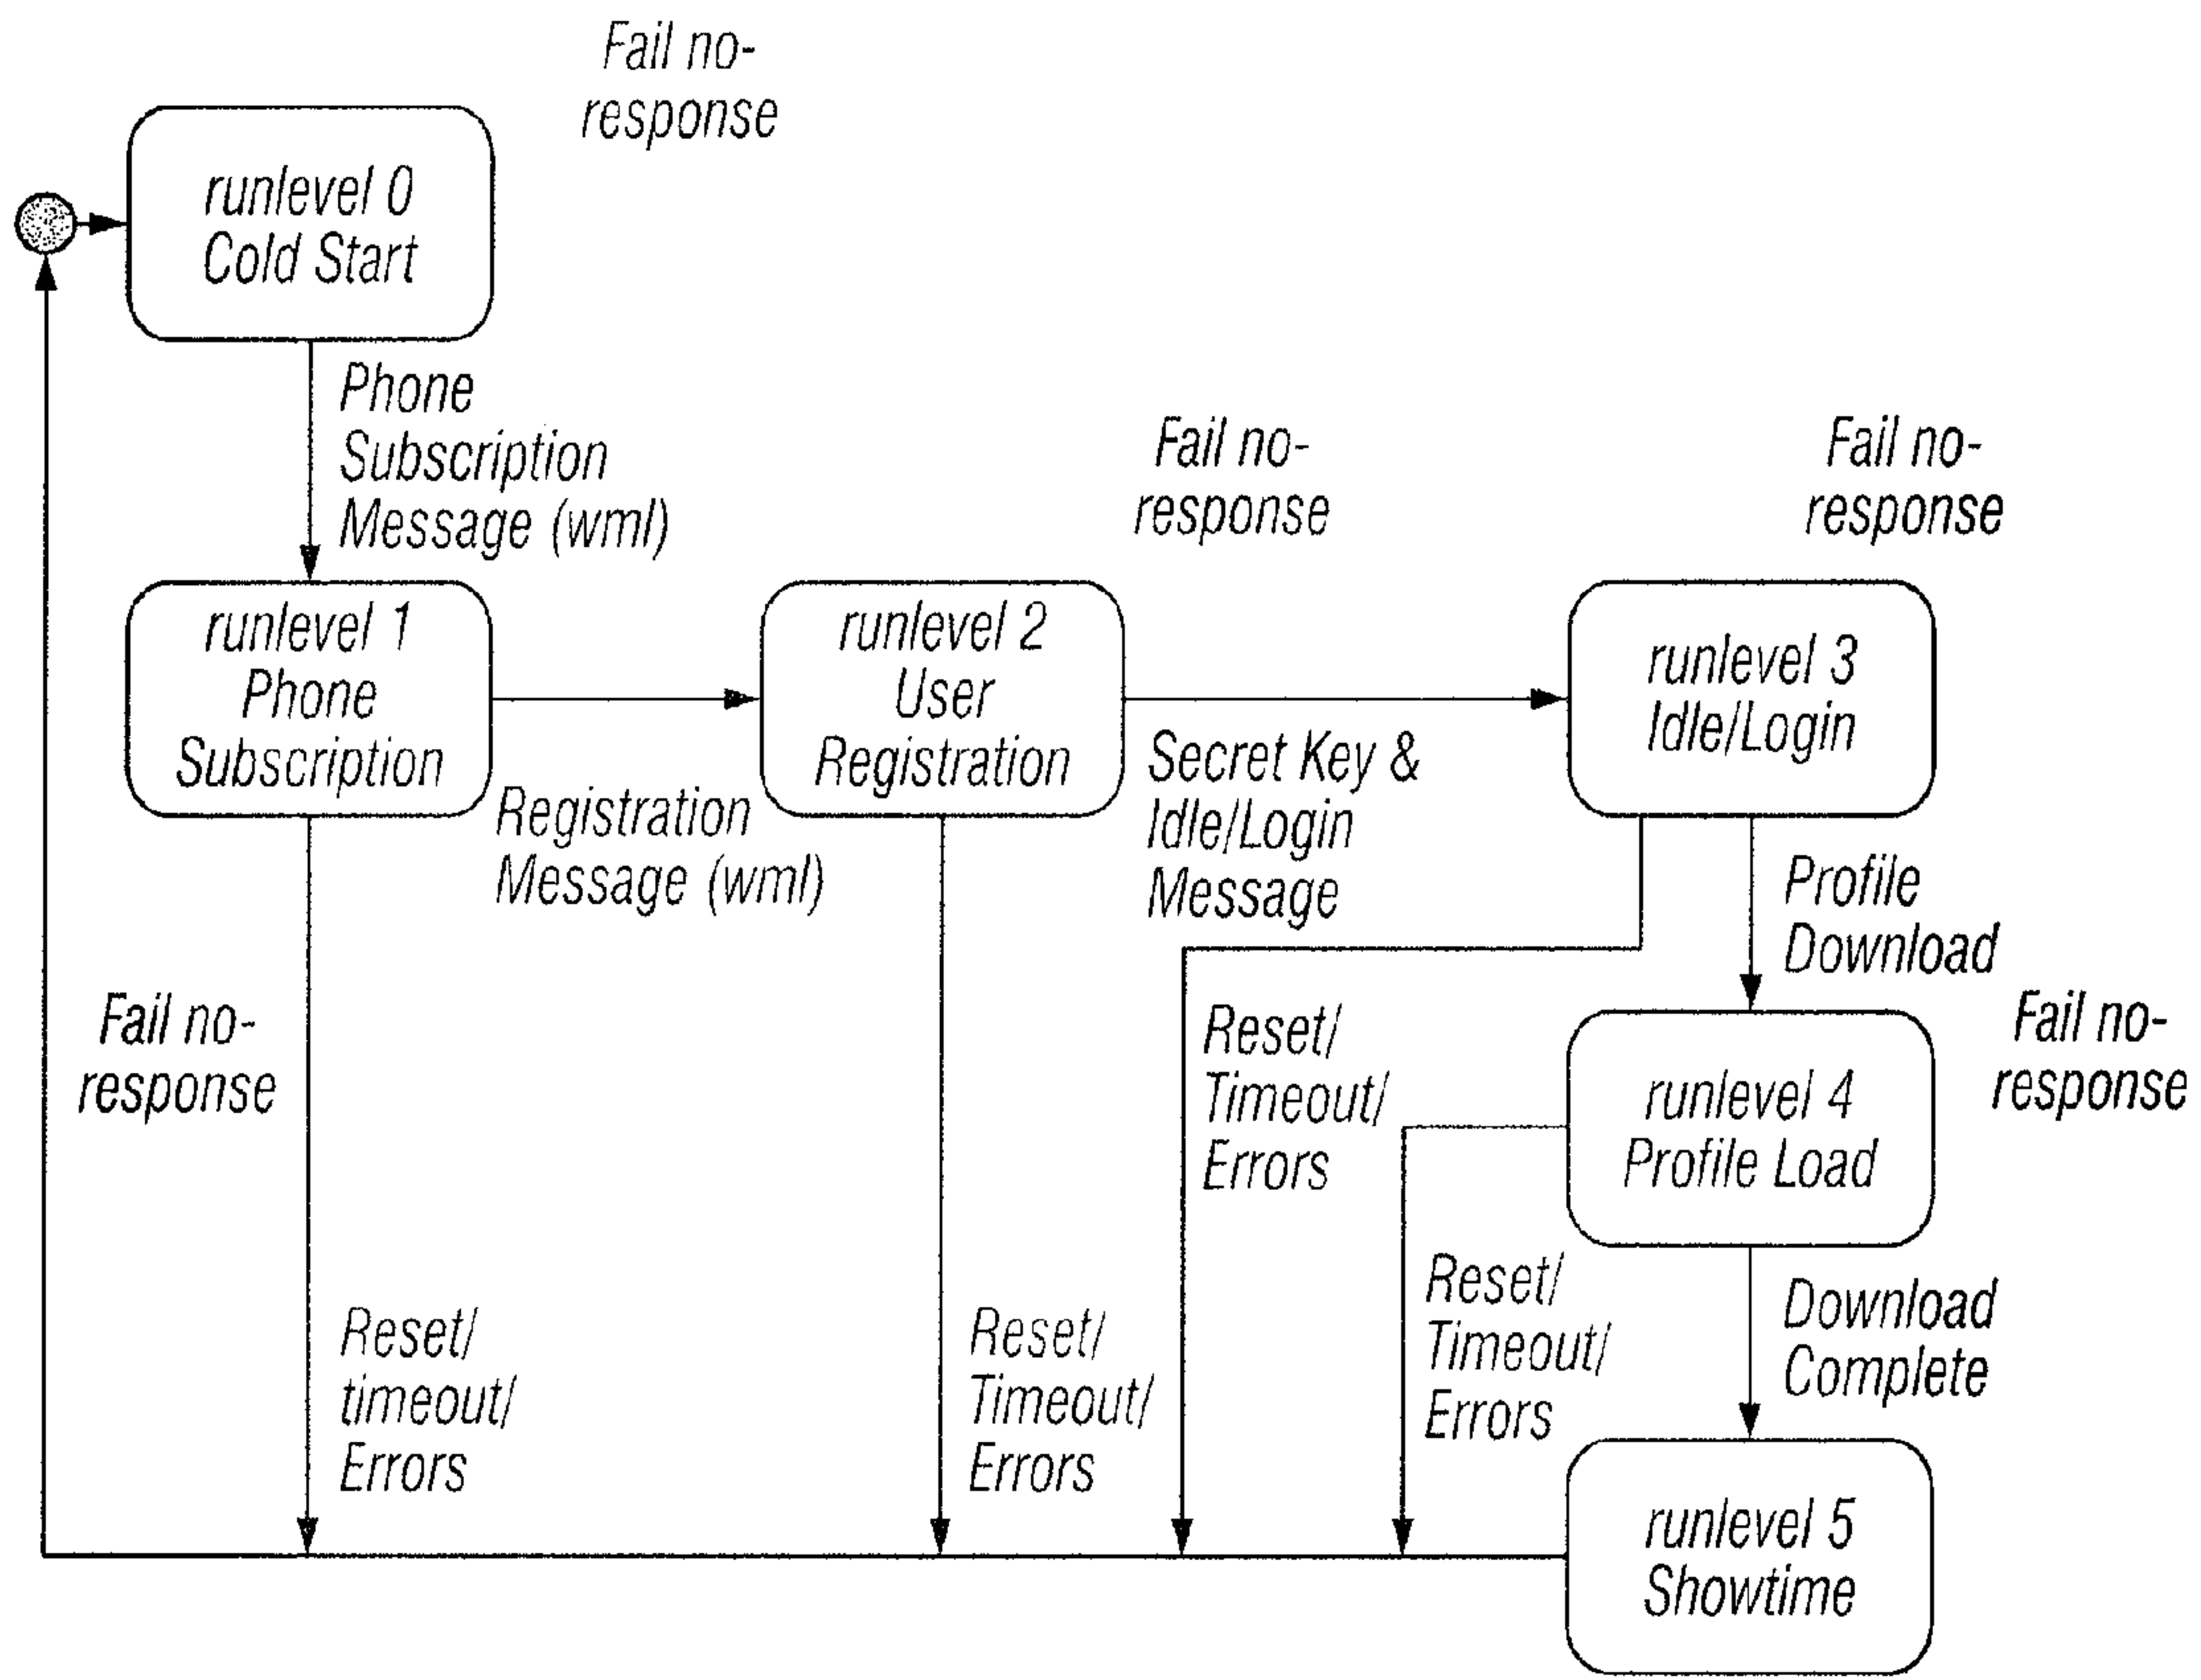 Fail no-
response
runlevel 0
Cold Start
Phone
Subscription
Message (wml)
Fail no-
response
Fail no-
response
runlevel 1
Phone
Subscription
Registration
Message (wml)
runlevel 2
User
Registration
Secret Key &
Idle/Login
Message
runlevel 3
Idle/Login
Profile
Download
Fail no-
response
Reset/
timeout/
Errors
Reset/
Timeout/
Errors
Reset/
Timeout/
Errors
Reset/
Timeout/
Errors
runlevel 4
Profile Load
Fail no-
response
Download
Complete
runlevel 5
Showtime